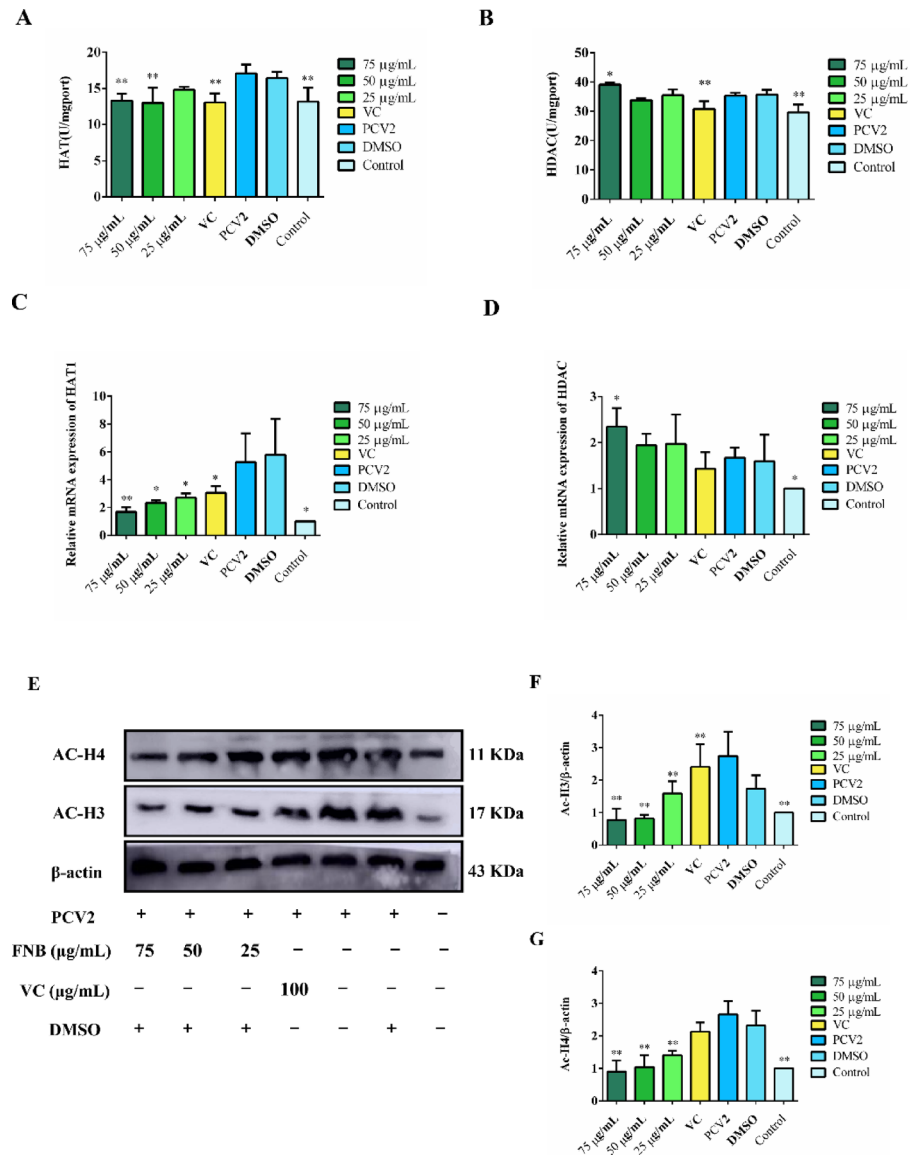 A
HAT(U/mgport)
20
15
10
5
0
** ** ** **
75 μg/mL
50 μg/mL
25 μg/mL
VC
PCV2
DMSO
Control
75 μg/mL
50 μg/mL
25 μg/mL
VC
PCV2
DMSO
Control
B
HDAC(U/mgport)
50
40
30
20
10
0
* ** **
75 μg/mL
50 μg/mL
25 μg/mL
VC
PCV2
DMSO
Control
75 μg/mL
50 μg/mL
25 μg/mL
VC
PCV2
DMSO
Control
C
Relative mRNA expression of HAT1
10
8
6
4
2
0
** * * * *
75 μg/mL
50 μg/mL
25 μg/mL
VC
PCV2
DMSO
Control
75 μg/mL
50 μg/mL
25 μg/mL
VC
PCV2
DMSO
Control
D
Relative mRNA expression of HDAC
3
2
1
0
* *
75 μg/mL
50 μg/mL
25 μg/mL
VC
PCV2
DMSO
Control
75 μg/mL
50 μg/mL
25 μg/mL
VC
PCV2
DMSO
Control
E
AC-H4 11 KDa
AC-H3 17 KDa
β-actin 43 KDa
PCV2 + + + + + + −
FNB (μg/mL) 75 50 25 − − − −
VC (μg/mL) − − − 100 − − −
DMSO + + + − − + −
F
Ac-H3/β-actin
4
3
2
1
0
** ** ** ** **
75 μg/mL
50 μg/mL
25 μg/mL
VC
PCV2
DMSO
Control
75 μg/mL
50 μg/mL
25 μg/mL
VC
PCV2
DMSO
Control
G
Ac-H4/β-actin
4
3
2
1
0
** ** ** **
75 μg/mL
50 μg/mL
25 μg/mL
VC
PCV2
DMSO
Control
75 μg/mL
50 μg/mL
25 μg/mL
VC
PCV2
DMSO
Control